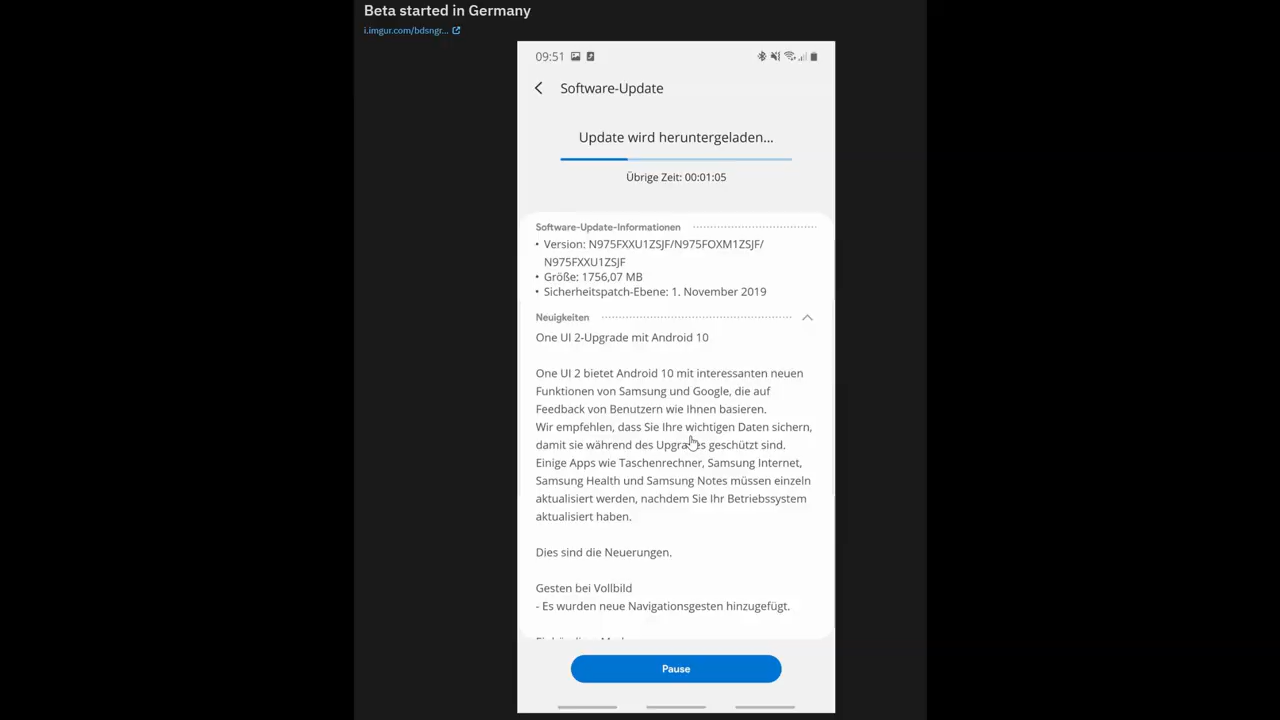 Beta started in Germany
i.imgur.com/bdsngr...
09:51
Software-Update
Update wird heruntergeladen...
Übrige Zeit: 00:01:05
Software-Update-Informationen
• Version: N975FXXU1ZSJF/N975FOXM1ZSJF/
N975FXXU1ZSJF
• Größe: 1756,07 MB
• Sicherheitspatch-Ebene: 1. November 2019
Neuigkeiten
One UI 2-Upgrade mit Android 10
One UI 2 bietet Android 10 mit interessanten neuen
Funktionen von Samsung und Google, die auf
Feedback von Benutzern wie Ihnen basieren.
Wir empfehlen, dass Sie Ihre wichtigen Daten sichern,
damit sie während des Upgrades geschützt sind.
Einige Apps wie Taschenrechner, Samsung Internet,
Samsung Health und Samsung Notes müssen einzeln
aktualisiert werden, nachdem Sie Ihr Betriebssystem
aktualisiert haben.
Dies sind die Neuerungen.
Gesten bei Vollbild
- Es wurden neue Navigationsgesten hinzugefügt.
Pause